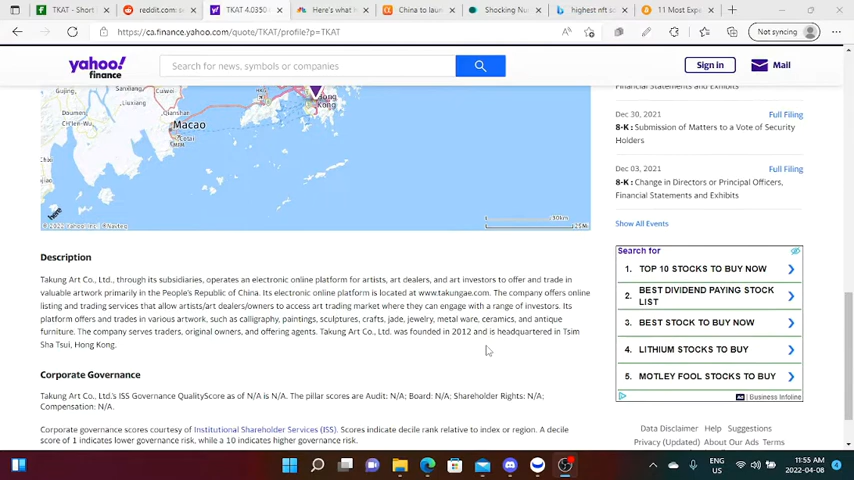 TKAT - Short
reddit.com: se
TKAT 4.0350
Here's what
China to laun
Shocking Nu
highest nft s
11 Most Exp
https://ca.finance.yahoo.com/quote/TKAT/profile?p=TKAT
Not syncing
yahoo!
finance
Search for news, symbols or companies
Sign in
Mail
Macao
Hong
Kong
here
© 2022 Yahoo, Inc. © Navteq
30km
25Mi
Financial Statements and Exhibits
Dec 30, 2021
Full Filing
8-K : Submission of Matters to a Vote of Security
Holders
Dec 03, 2021
Full Filing
8-K : Change in Directors or Principal Officers,
Financial Statements and Exhibits
Show All Events
Search for
1. TOP 10 STOCKS TO BUY NOW
2. BEST DIVIDEND PAYING STOCK
LIST
3. BEST STOCK TO BUY NOW
4. LITHIUM STOCKS TO BUY
5. MOTLEY FOOL STOCKS TO BUY
Ad | Business Infoline
Data Disclaimer Help Suggestions
Privacy (Updated) About Our Ads Terms
Description
Takung Art Co., Ltd., through its subsidiaries, operates an electronic online platform for artists, art dealers, and art investors to offer and trade in
valuable artwork primarily in the People's Republic of China. Its electronic online platform is located at www.takungae.com. The company offers online
listing and trading services that allow artists/art dealers/owners to access art trading market where they can engage with a range of investors. Its
platform offers and trades in various artwork, such as calligraphy, paintings, sculptures, crafts, jade, jewelry, metal ware, ceramics, and antique
furniture. The company serves traders, original owners, and offering agents. Takung Art Co., Ltd. was founded in 2012 and is headquartered in Tsim
Sha Tsui, Hong Kong.
Corporate Governance
Takung Art Co., Ltd.'s ISS Governance QualityScore as of N/A is N/A. The pillar scores are Audit: N/A; Board: N/A; Shareholder Rights: N/A;
Compensation: N/A.
Corporate governance scores courtesy of Institutional Shareholder Services (ISS). Scores indicate decile rank relative to index or region. A decile
score of 1 indicates lower governance risk, while a 10 indicates higher governance risk.
ENG
US
11:55 AM
2022-04-08